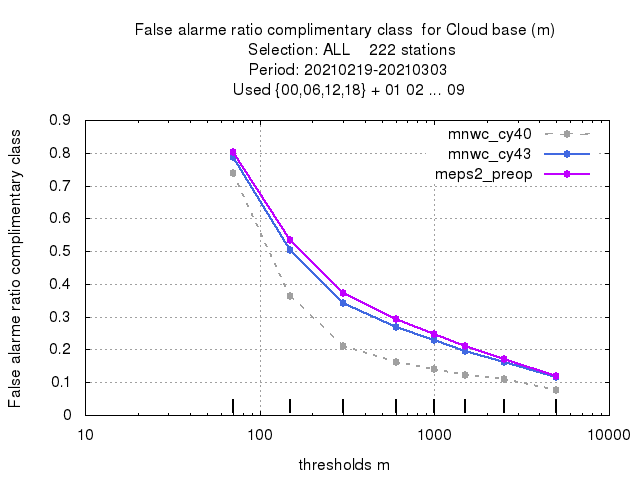 False alarme ratio complimentary class  for Cloud base (m)
Selection: ALL    222 stations
Period: 20210219-20210303
Used {00,06,12,18} + 01 02 ... 09
mnwc_cy40
mnwc_cy43
meps2_preop
False alarme ratio complimentary class
0.9
0.8
0.7
0.6
0.5
0.4
0.3
0.2
0.1
0
10
100
1000
10000
thresholds m